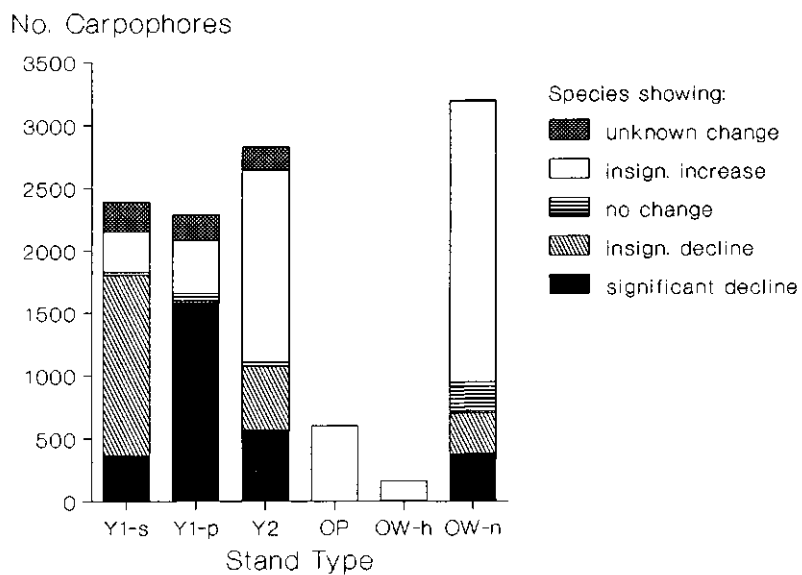 No. Carpophores
3500
3000
2500
2000
1500
1000
500
0
Y1-s Y1-p Y2 OP OW-h OW-n
Stand Type
Species showing:
unknown change
insign. increase
no change
insign. decline
significant decline